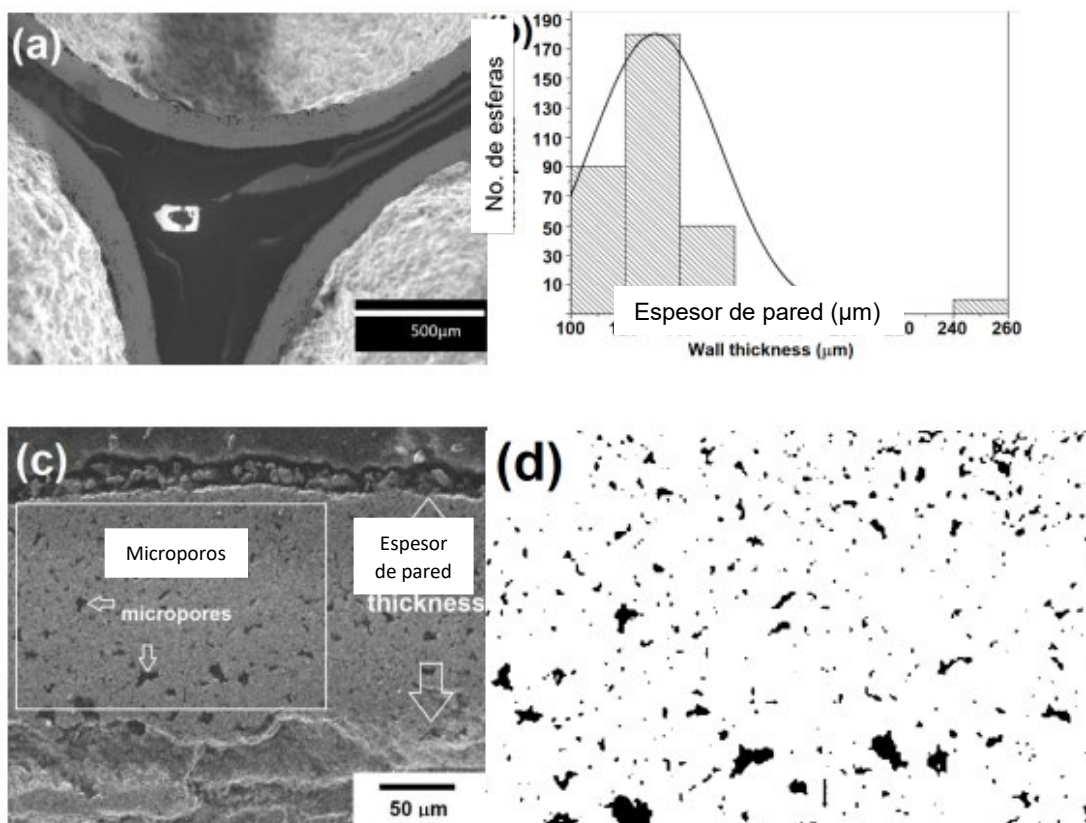 (a)
500µm
b)
No. de esferas
190
170
150
130
110
90
70
50
30
10
Espesor de pared (µm)
100
240
260
Wall thickness (µm)
(c)
Microporos
Espesor
de pared
thickness
micropores
50 µm
(d)